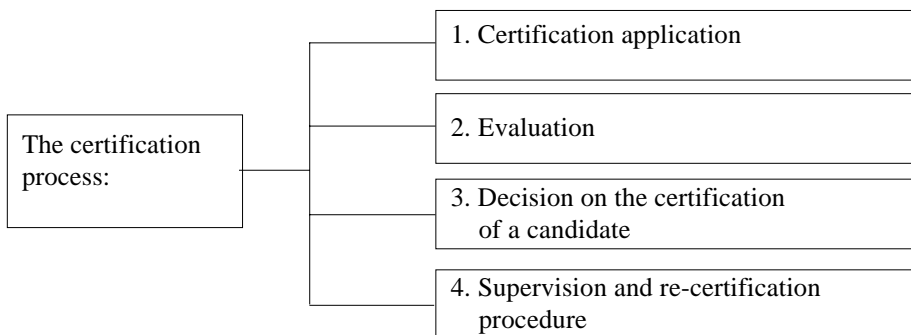 The certification
process:
1. Certification application
2. Evaluation
3. Decision on the certification
of a candidate
4. Supervision and re-certification
procedure